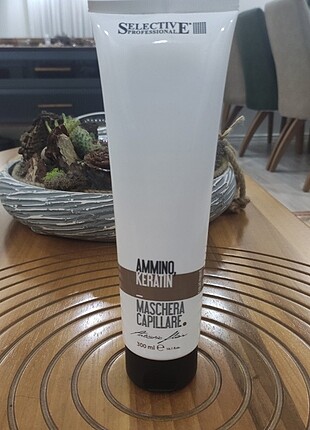 SELECTIVE
PROFESSIONAL
AMMINO,
KERATIN
MASCHERA
CAPILLARE.
300 ml e